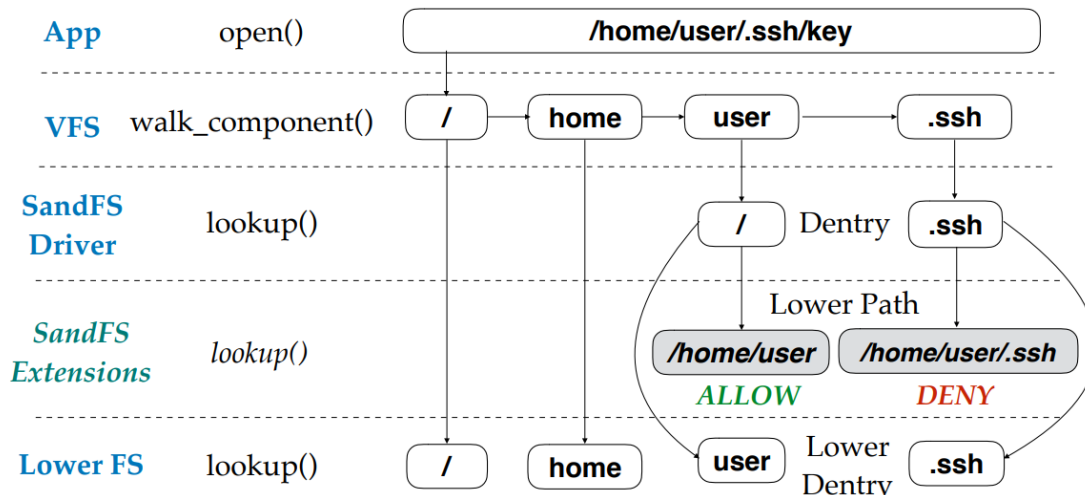 App open() /home/user/.ssh/key
VFS walk_component() / home user .ssh
SandFS
Driver
lookup() / Dentry .ssh
Lower Path
SandFS
Extensions
lookup() /home/user /home/user/.ssh
ALLOW DENY
Lower FS lookup() / home user Lower
Dentry
.ssh